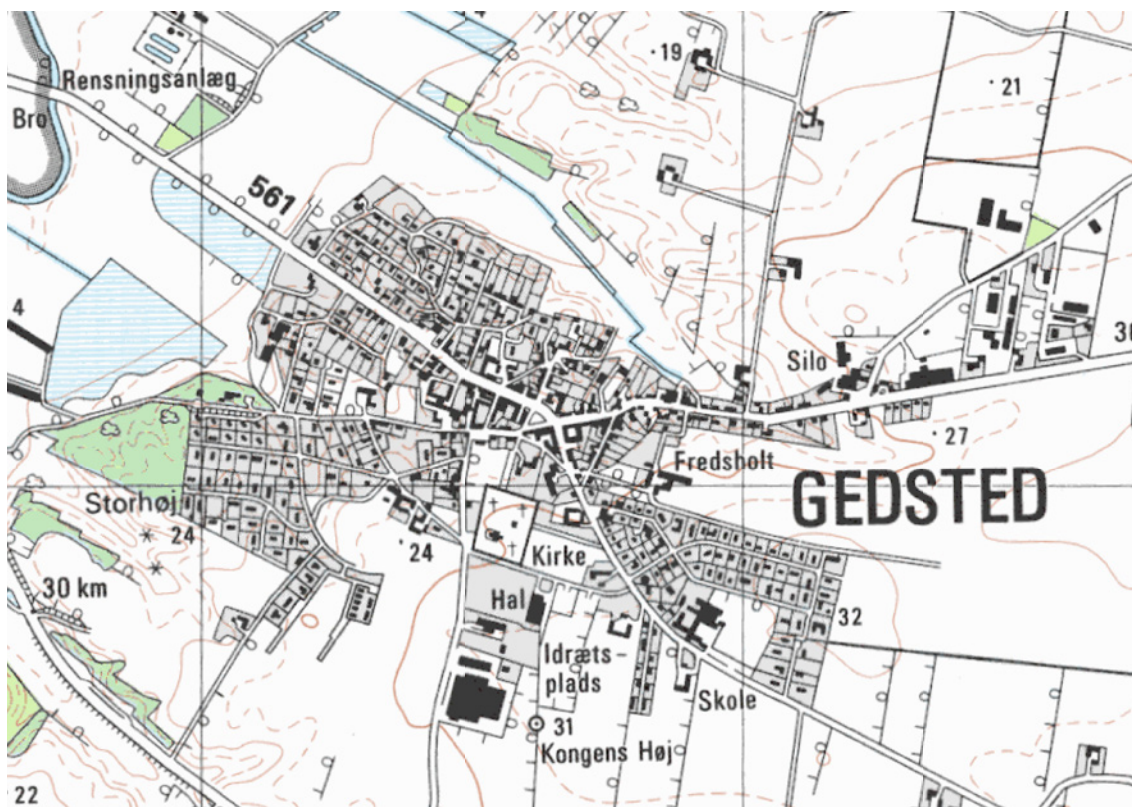 19
21
Rensningsanlæg
Bro
561
4
Silo
27
Fredsholt
GEDSTED
Storhøj
24
24
Kirke
30 km
Hal
32
Idræts-
plads
Skole
31
Kongens Høj
22